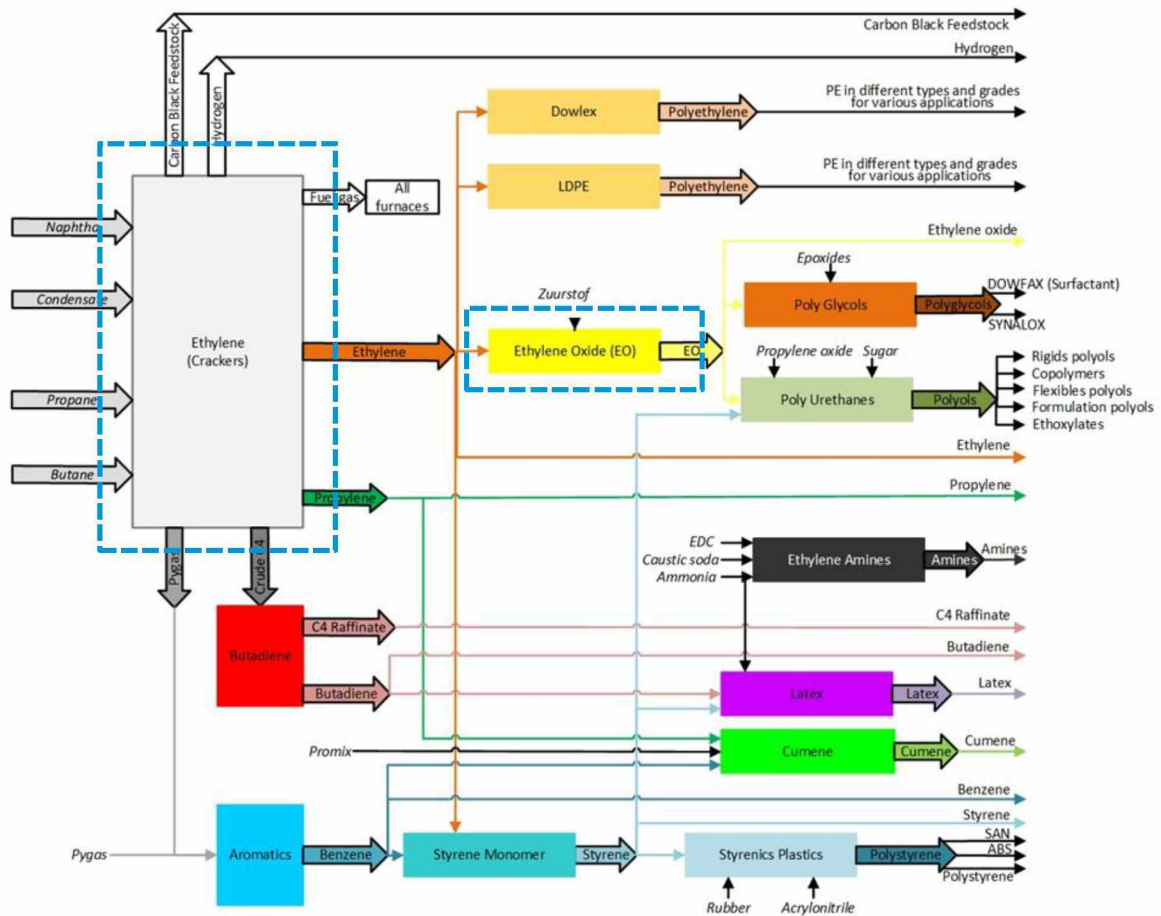 Carbon Black Feedstock
Hydrogen
Carbon Black Feedstock
Hydrogen
Dowlex
Polyethylene
PE in different types and grades
for various applications
LDPE
Polyethylene
PE in different types and grades
for various applications
Fuel gas
All
furnaces
Naphtha
Condensate
Propane
Butane
Ethylene
(Crackers)
Ethylene
Zuurstof
Ethylene Oxide (EO)
EO
Ethylene oxide
Epoxides
Poly Glycols
Polyglycols
DOWFAX (Surfactant)
SYNALOX
Propylene oxide
Sugar
Poly Urethanes
Polyols
Rigids polyols
Copolymers
Flexibles polyols
Formulation polyols
Ethoxylates
Ethylene
Propylene
Propylene
Pygas
Crude C4
EDC
Caustic soda
Ammonia
Ethylene Amines
Amines
Amines
Butadiene
C4 Raffinate
C4 Raffinate
Butadiene
Butadiene
Latex
Latex
Latex
Promix
Cumene
Cumene
Cumene
Benzene
Styrene
Pygas
Aromatics
Benzene
Styrene Monomer
Styrene
Styrenics Plastics
Polystyrene
SAN
ABS
Polystyrene
Rubber
Acrylonitrile